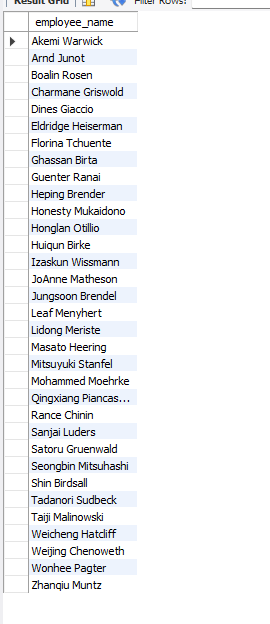 Result Grid Filter Rows:
employee_name
Akemi Warwick
Arnd Junot
Boalin Rosen
Charmane Griswold
Dines Giaccio
Eldridge Heiserman
Florina Tchuente
Ghassan Birta
Guenter Ranai
Heping Brender
Honesty Mukaidono
Honglan Otillio
Huiqun Birke
Izaskun Wissmann
JoAnne Matheson
Jungsoon Brendel
Leaf Menyhert
Lidong Meriste
Masato Heering
Mitsuyuki Stanfel
Mohammed Moehrke
Qingxiang Piancas...
Rance Chinin
Sanjai Luders
Satoru Gruenwald
Seongbin Mitsuhashi
Shin Birdsall
Tadanori Sudbeck
Taiji Malinowski
Weicheng Hatcliff
Weijing Chenoweth
Wonhee Pagter
Zhanqiu Muntz